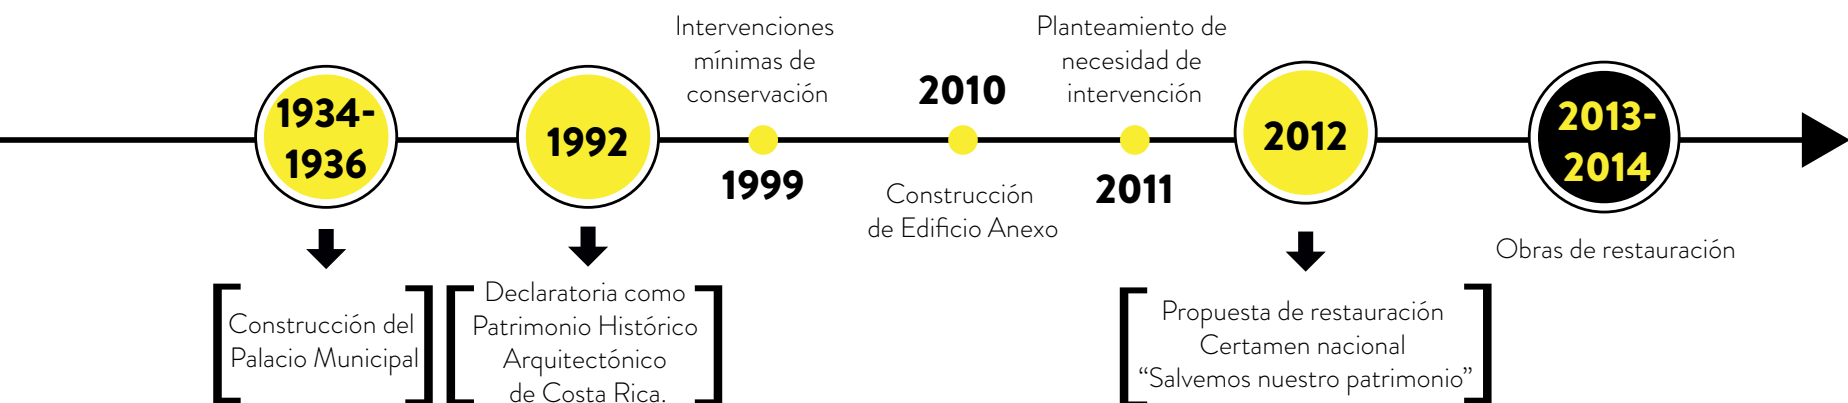 1934-
1936
Construcción del
Palacio Municipal
1992
Declaratoria como
Patrimonio Histórico
Arquitectónico
de Costa Rica.
Intervenciones
mínimas de
conservación
1999
2010
Construcción
de Edificio Anexo
Planteamiento de
necesidad de
intervención
2011
2012
Propuesta de restauración
Certamen nacional
“Salvemos nuestro patrimonio”
2013-
2014
Obras de restauración